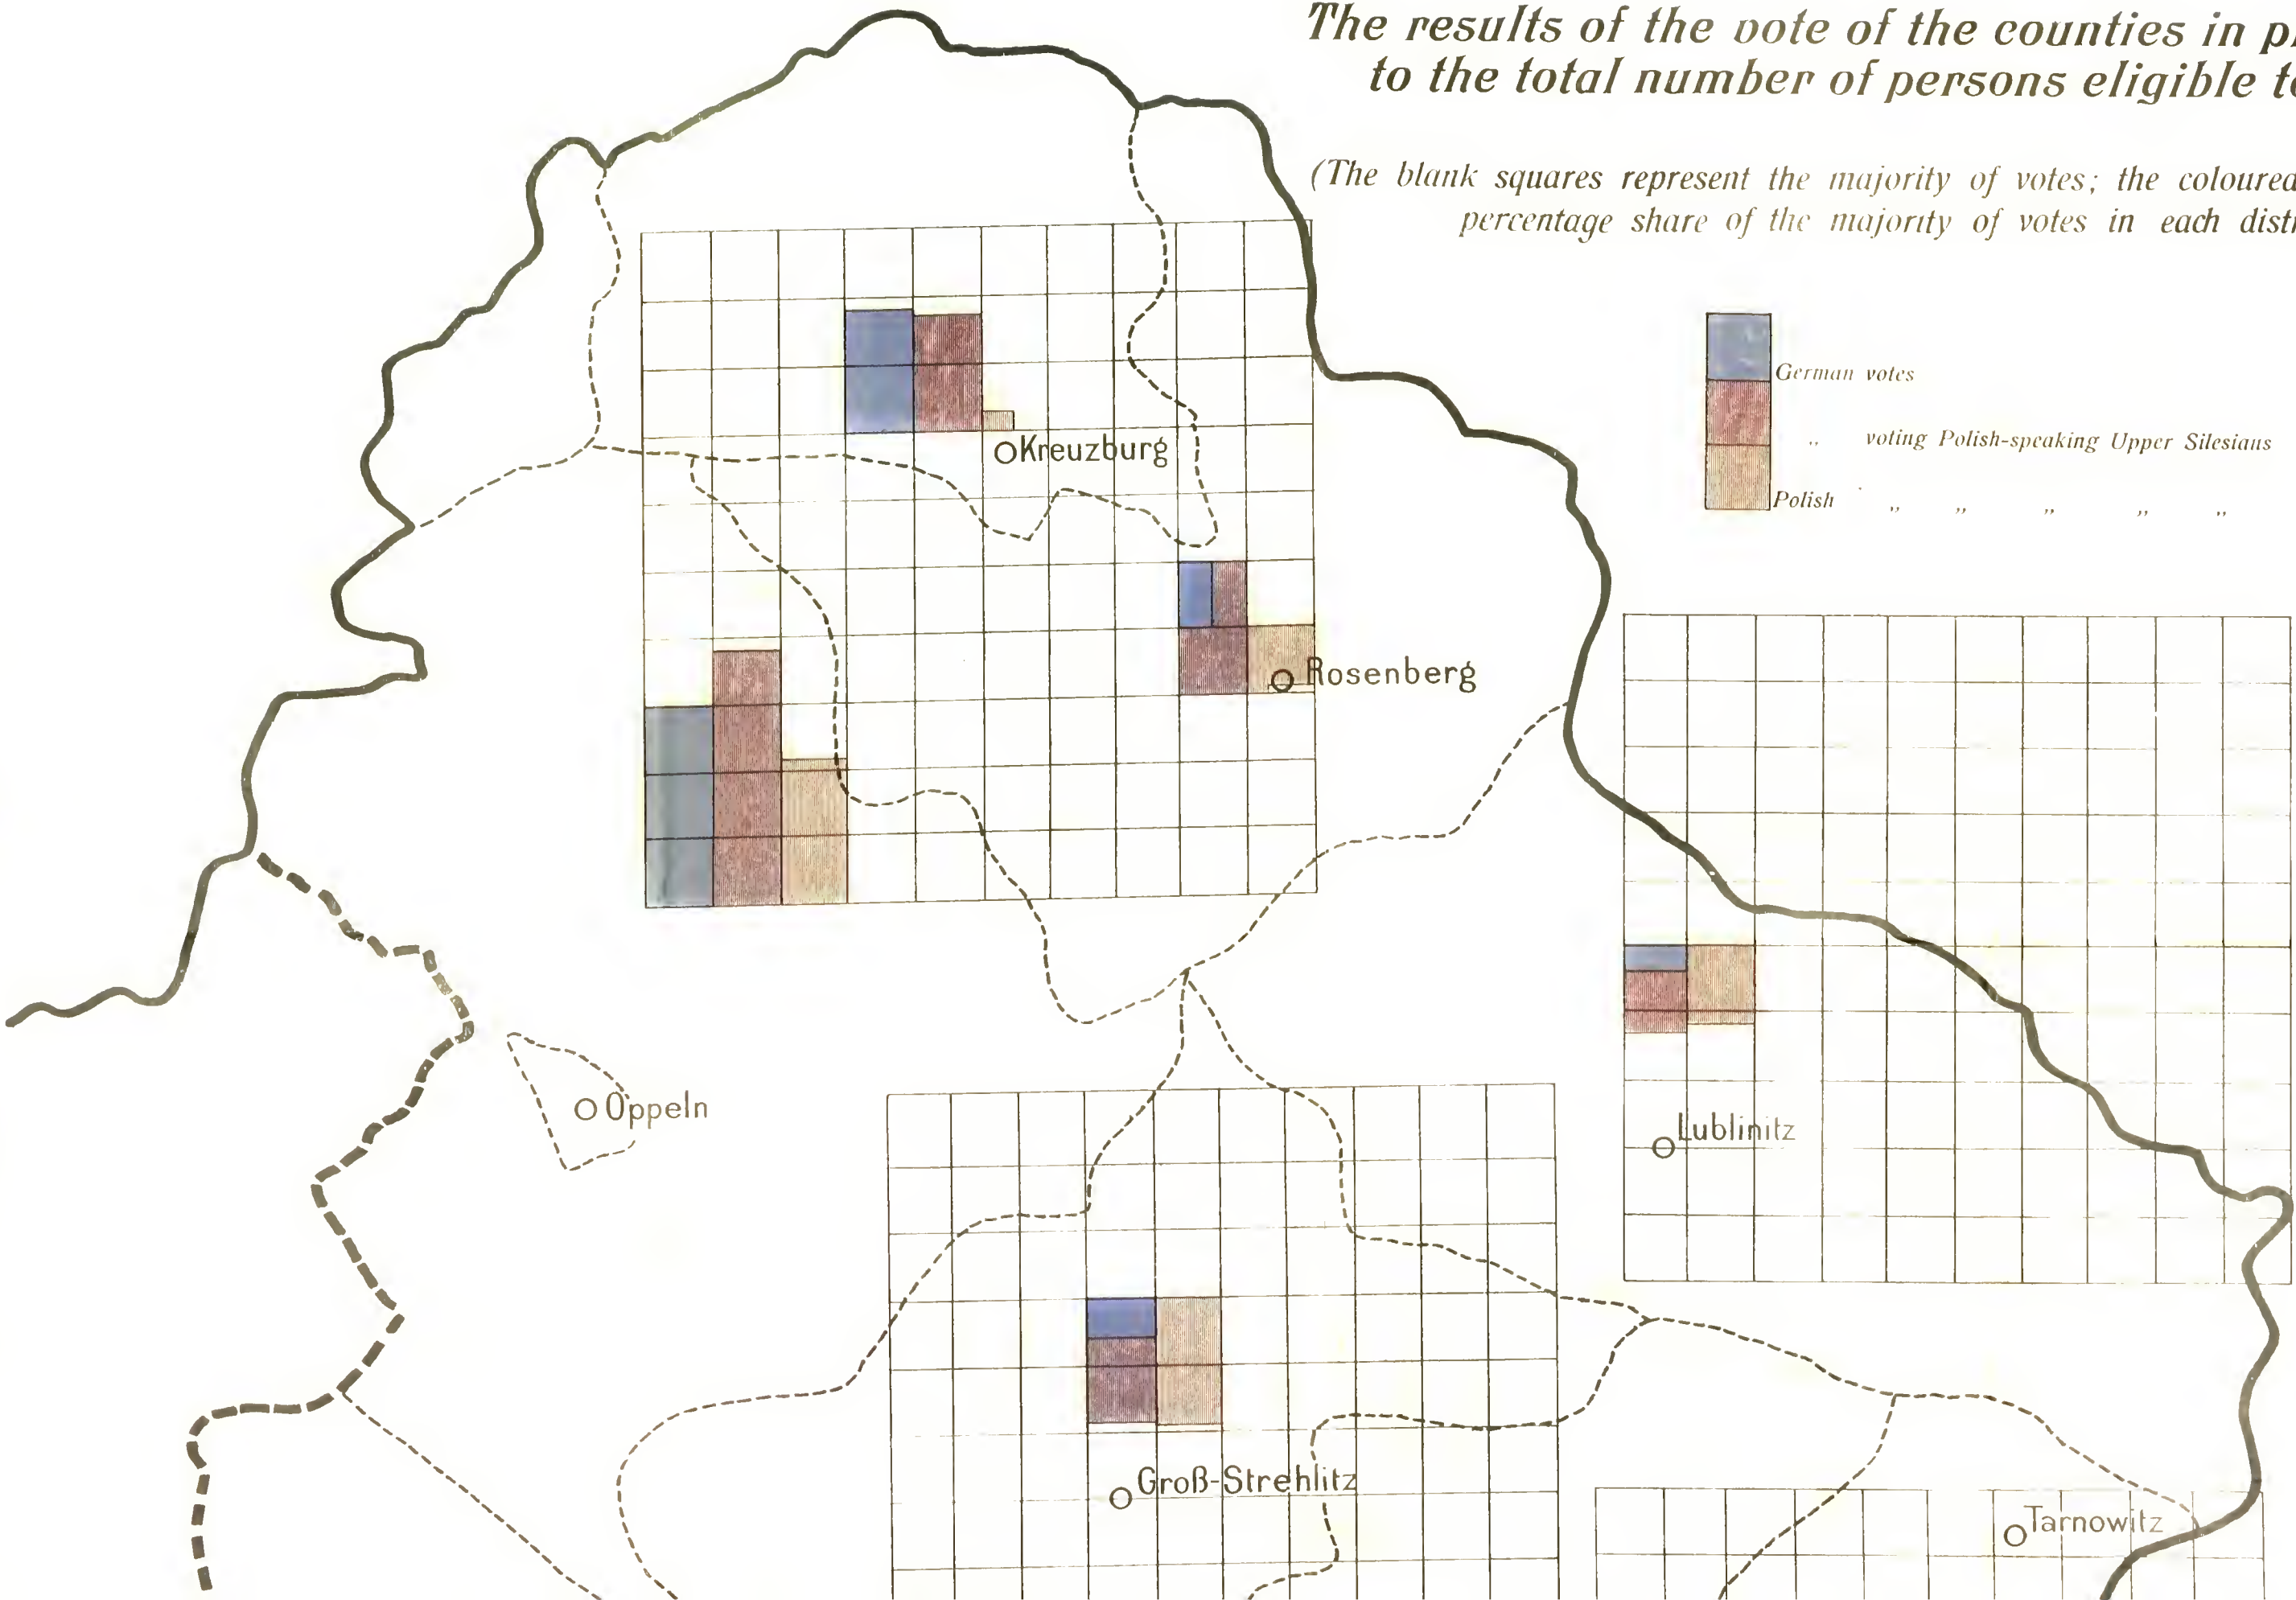 The results of the vote of the counties in
to the total number of persons eligible
(The blank squares represent the majority of votes; the coloured
percentage share of the majority of votes in each
German votes
„ voting Polish-speaking Upper Silesians
Polish „ „ „ „ „
Kreuzburg
Rosenberg
Oppeln
Lublinitz
Groß-Strehlitz
Tarnowitz